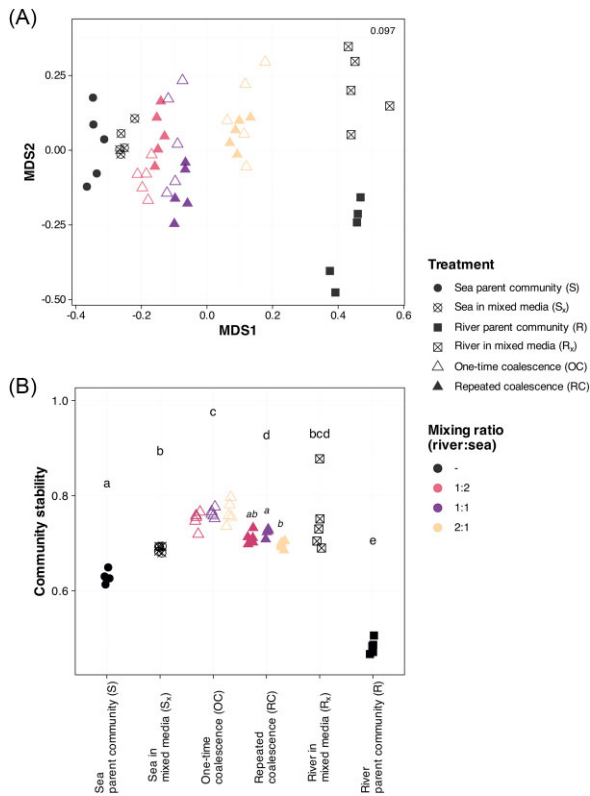 (A)
0.097
0.25
0.00
-0.25
-0.50
MDS2
-0.4
-0.2
0.0
0.2
0.4
0.6
MDS1
Treatment
Sea parent community (S)
Sea in mixed media (Sx)
River parent community (R)
River in mixed media (Rx)
One-time coalescence (OC)
Repeated coalescence (RC)
Mixing ratio
(river:sea)
-
1:2
1:1
2:1
(B)
1.0
0.8
0.6
Community stability
a
b
c
d
bcd
e
ab
a
b
Sea
parent community (S)
Sea in
mixed media (Sx)
One-time
coalescence (OC)
Repeated
coalescence (RC)
River in
mixed media (Rx)
River
parent community (R)